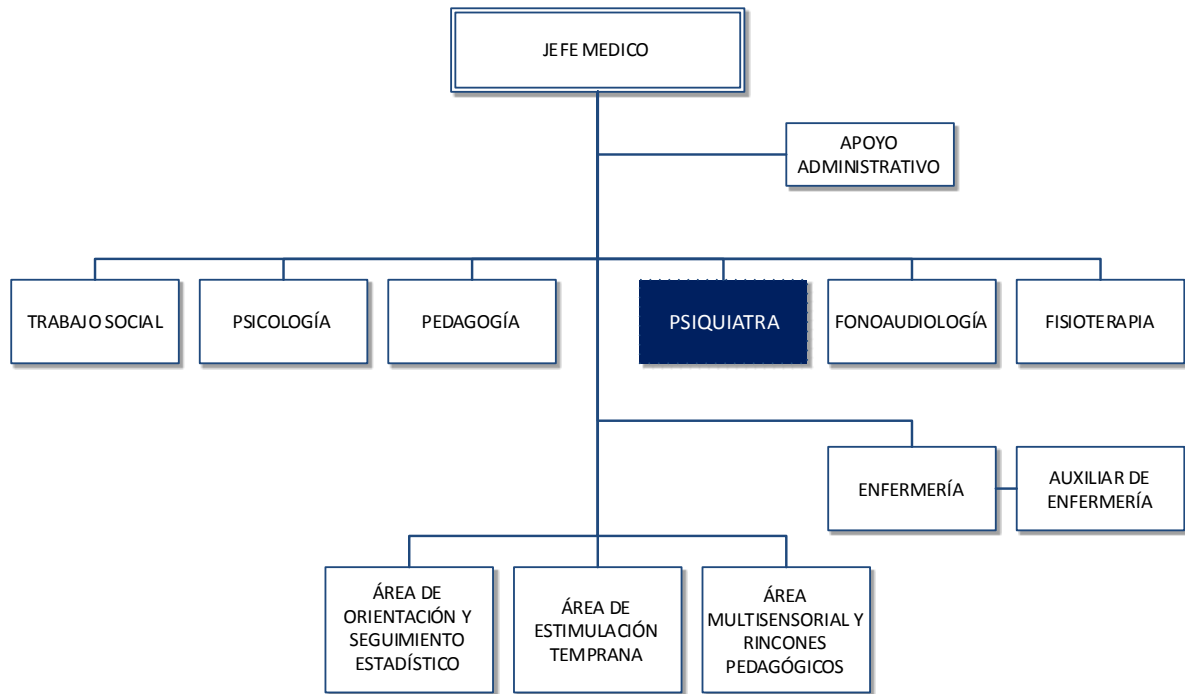 JEFE MEDICO
APOYO
ADMINISTRATIVO
TRABAJO SOCIAL
PSICOLOGÍA
PEDAGOGÍA
PSIQUIATRA
FONOAUDIOLOGÍA
FISIOTERAPIA
ENFERMERÍA
AUXILIAR DE
ENFERMERÍA
ÁREA DE
ORIENTACIÓN Y
SEGUIMIENTO
ESTADÍSTICO
ÁREA DE
ESTIMULACIÓN
TEMPRANA
ÁREA
MULTISENSORIAL Y
RINCONES
PEDAGÓGICOS